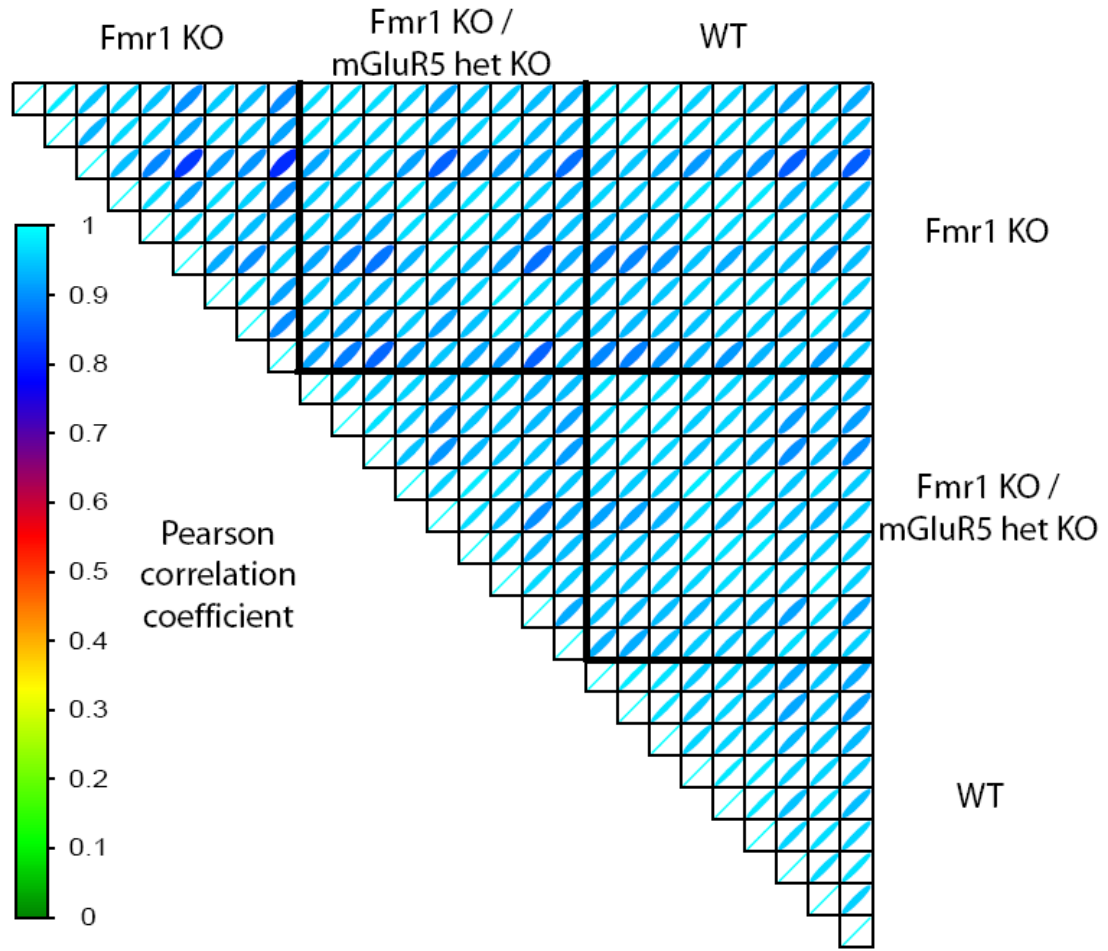 Fmr1 KO
Fmr1 KO /
mGluR5 het KO
WT
Fmr1 KO
Fmr1 KO /
mGluR5 het KO
WT
1
0.9
0.8
0.7
0.6
0.5
0.4
0.3
0.2
0.1
0
Pearson
correlation
coefficient